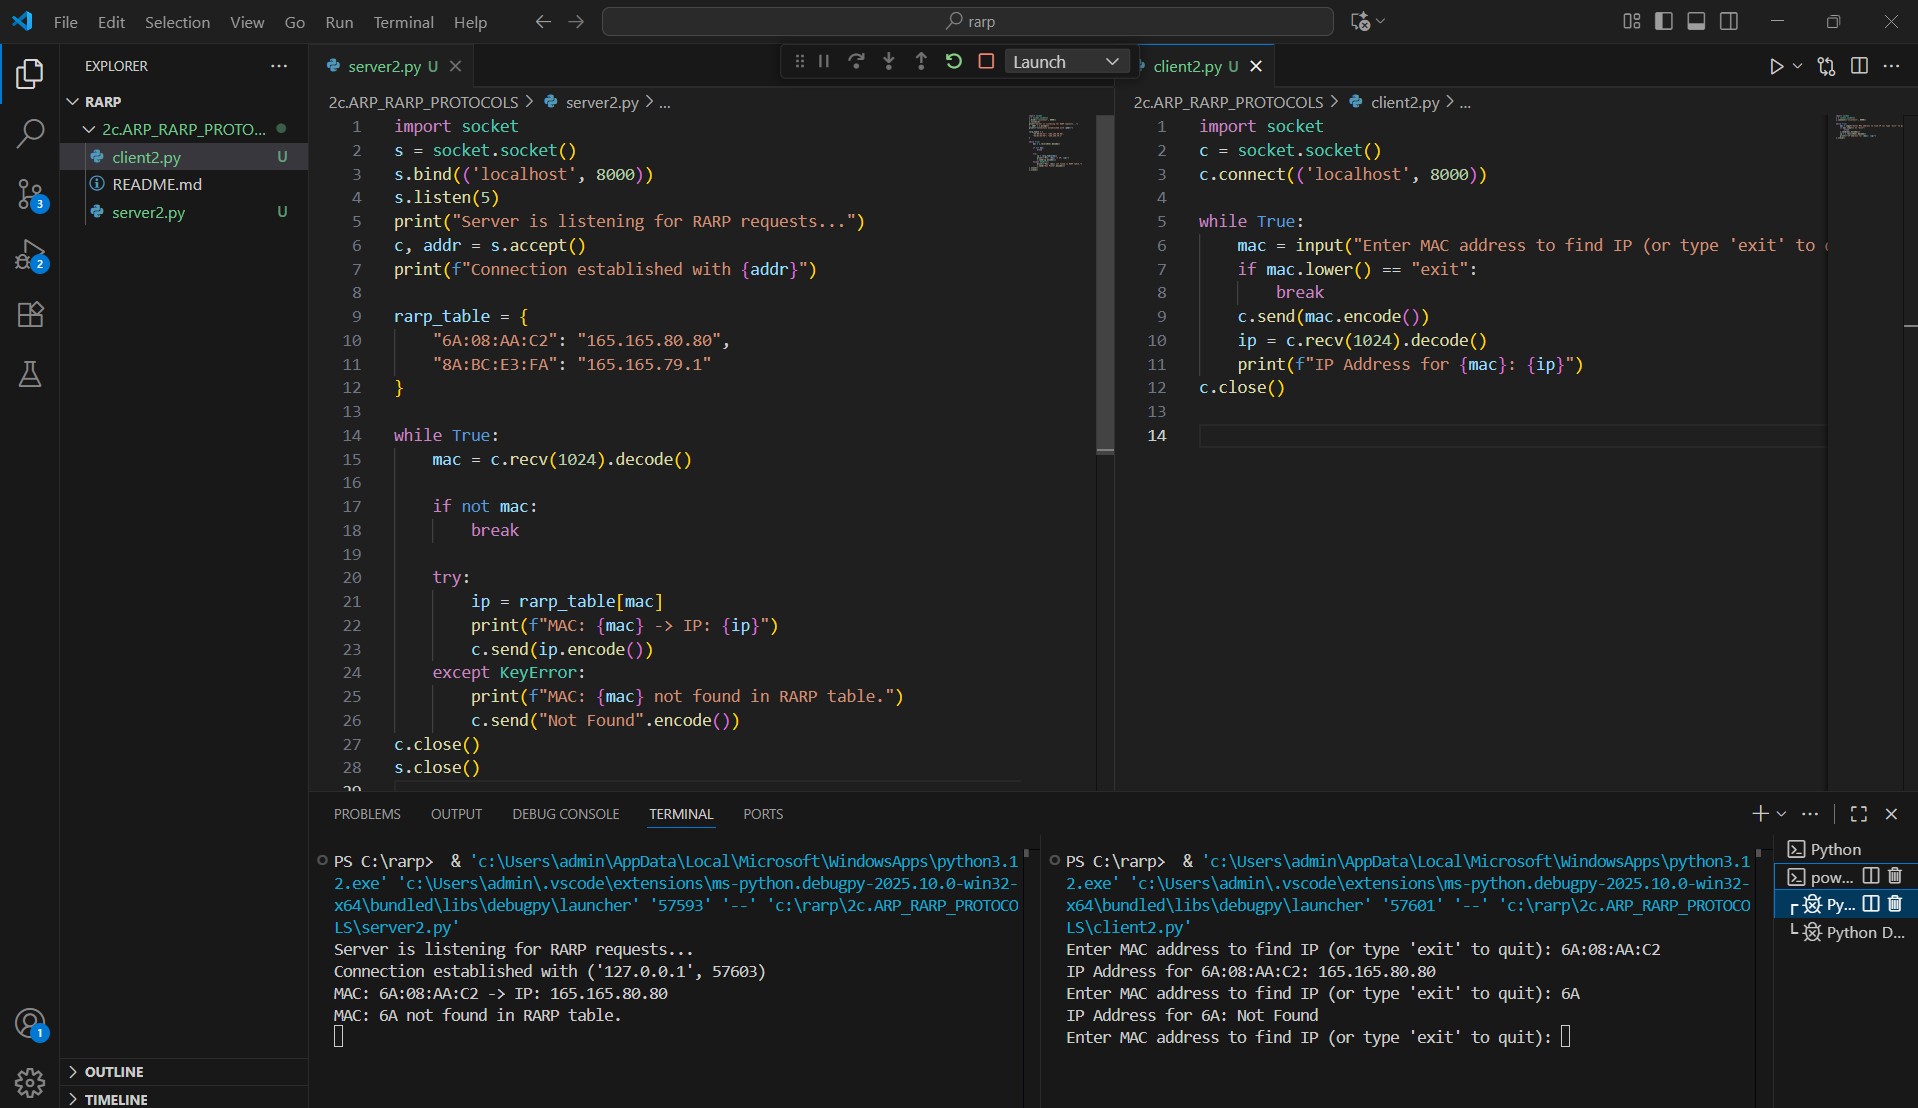 File Edit Selection View Go Run Terminal Help
rarp
EXPLORER
RARP
2c.ARP_RARP_PROTO...
client2.py U
README.md
server2.py U
3
2
1
OUTLINE
TIMELINE
server2.py U
Launch
client2.py U
2c.ARP_RARP_PROTOCOLS > server2.py > ...
1 import socket
2 s = socket.socket()
3 s.bind(('localhost', 8000))
4 s.listen(5)
5 print("Server is listening for RARP requests...")
6 c, addr = s.accept()
7 print(f"Connection established with {addr}")
8
9 rarp_table = {
10 "6A:08:AA:C2": "165.165.80.80",
11 "8A:BC:E3:FA": "165.165.79.1"
12 }
13
14 while True:
15 mac = c.recv(1024).decode()
16
17 if not mac:
18 break
19
20 try:
21 ip = rarp_table[mac]
22 print(f"MAC: {mac} -> IP: {ip}")
23 c.send(ip.encode())
24 except KeyError:
25 print(f"MAC: {mac} not found in RARP table.")
26 c.send("Not Found".encode())
27 c.close()
28 s.close()
29
2c.ARP_RARP_PROTOCOLS > client2.py > ...
1 import socket
2 c = socket.socket()
3 c.connect(('localhost', 8000))
4
5 while True:
6 mac = input("Enter MAC address to find IP (or type 'exit' to
7 if mac.lower() == "exit":
8 break
9 c.send(mac.encode())
10 ip = c.recv(1024).decode()
11 print(f"IP Address for {mac}: {ip}")
12 c.close()
13
14
PROBLEMS OUTPUT DEBUG CONSOLE TERMINAL PORTS
PS C:\rarp> & 'c:\Users\admin\AppData\Local\Microsoft\WindowsApps\python3.1
2.exe' 'c:\Users\admin\.vscode\extensions\ms-python.debugpy-2025.10.0-win32-
x64\bundled\libs\debugpy\launcher' '57593' '--' 'c:\rarp\2c.ARP_RARP_PROTOCO
LS\server2.py'
Server is listening for RARP requests...
Connection established with ('127.0.0.1', 57603)
MAC: 6A:08:AA:C2 -> IP: 165.165.80.80
MAC: 6A not found in RARP table.
PS C:\rarp> & 'c:\Users\admin\AppData\Local\Microsoft\WindowsApps\python3.1
2.exe' 'c:\Users\admin\.vscode\extensions\ms-python.debugpy-2025.10.0-win32-
x64\bundled\libs\debugpy\launcher' '57601' '--' 'c:\rarp\2c.ARP_RARP_PROTOCO
LS\client2.py'
Enter MAC address to find IP (or type 'exit' to quit): 6A:08:AA:C2
IP Address for 6A:08:AA:C2: 165.165.80.80
Enter MAC address to find IP (or type 'exit' to quit): 6A
IP Address for 6A: Not Found
Enter MAC address to find IP (or type 'exit' to quit):
Python
pow...
Py...
Python D...